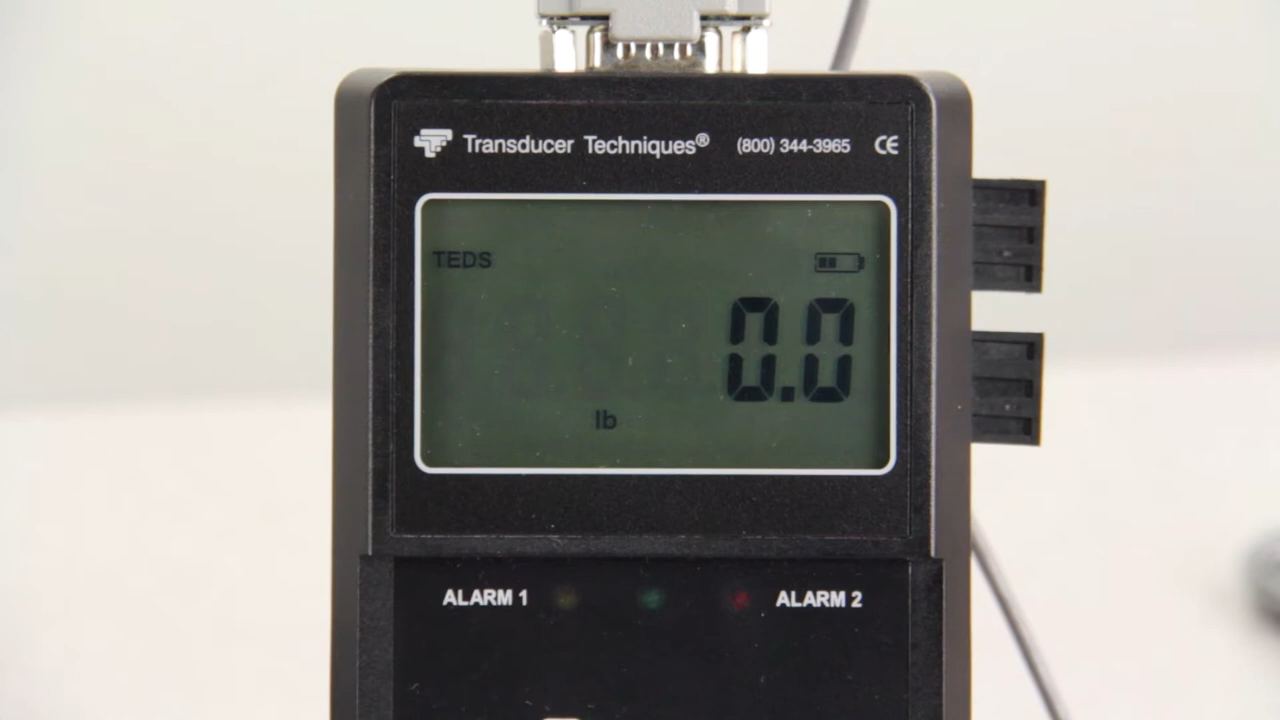 Transducer Techniques® (800) 344-3965 CE
TEDS
0.0
lb
ALARM 1 ALARM 2